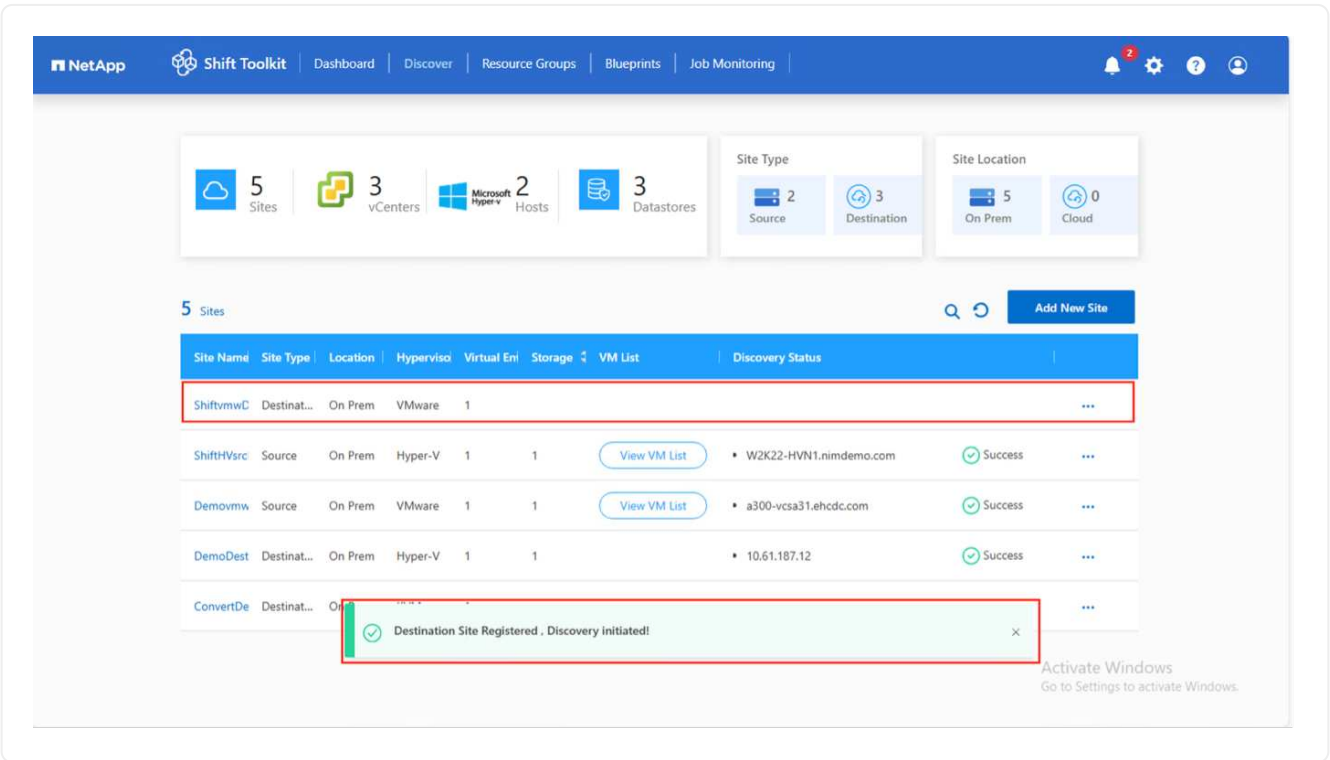 NetApp Shift Toolkit Dashboard Discover Resource Groups Blueprints Job Monitoring 2 ?
5 Sites
3 vCenters
Microsoft Hyper-v 2 Hosts
3 Datastores
Site Type
2 Source
3 Destination
Site Location
5 On Prem
0 Cloud
5 Sites Add New Site
Site Name Site Type Location Hyperviso Virtual Eni Storage VM List Discovery Status
ShiftvmwD Destinat... On Prem VMware 1 ...
ShiftHVsrc Source On Prem Hyper-V 1 1 View VM List • W2K22-HVN1.nimdemo.com Success ...
Demovmw Source On Prem VMware 1 1 View VM List • a300-vcsa31.ehcdc.com Success ...
DemoDest Destinat... On Prem Hyper-V 1 1 • 10.61.187.12 Success ...
ConvertDe Destinat... ...
Destination Site Registered , Discovery initiated! ×
Activate Windows
Go to Settings to activate Windows.